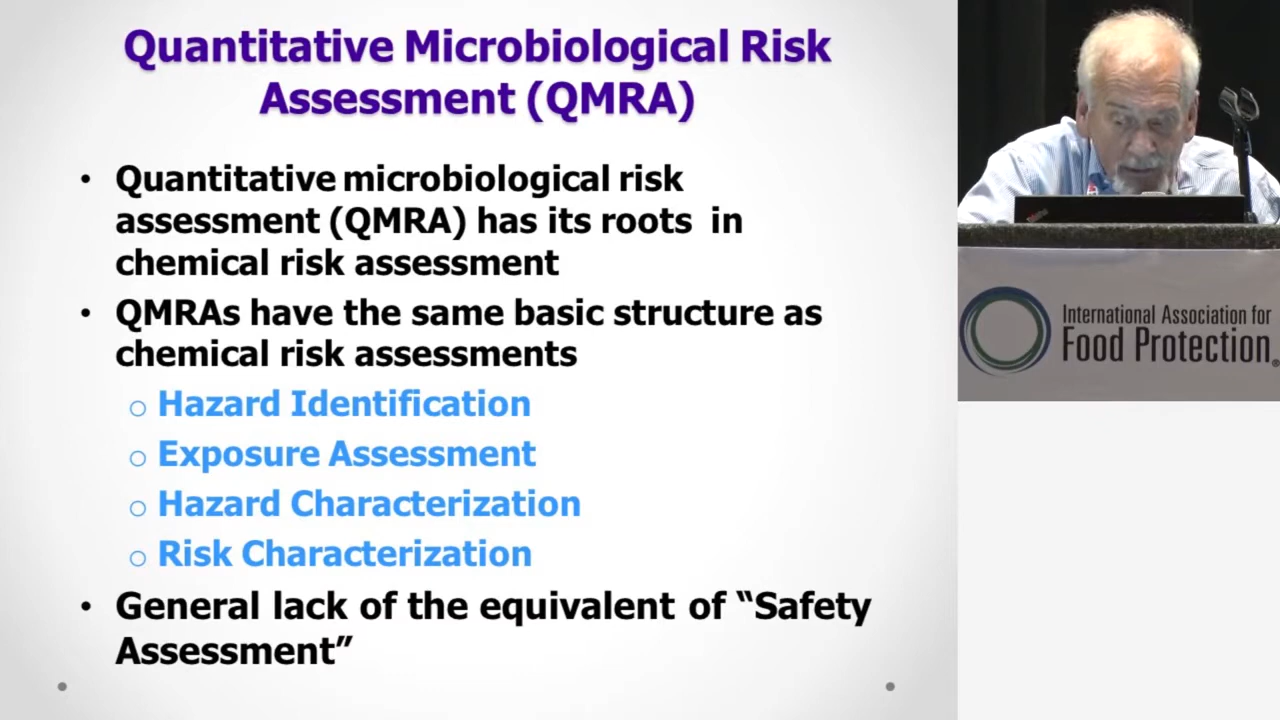 Quantitative Microbiological Risk
Assessment (QMRA)
• Quantitative microbiological risk
assessment (QMRA) has its roots in
chemical risk assessment
• QMRAs have the same basic structure as
chemical risk assessments
o Hazard Identification
o Exposure Assessment
o Hazard Characterization
o Risk Characterization
• General lack of the equivalent of “Safety
Assessment”
International Association for
Food Protection®